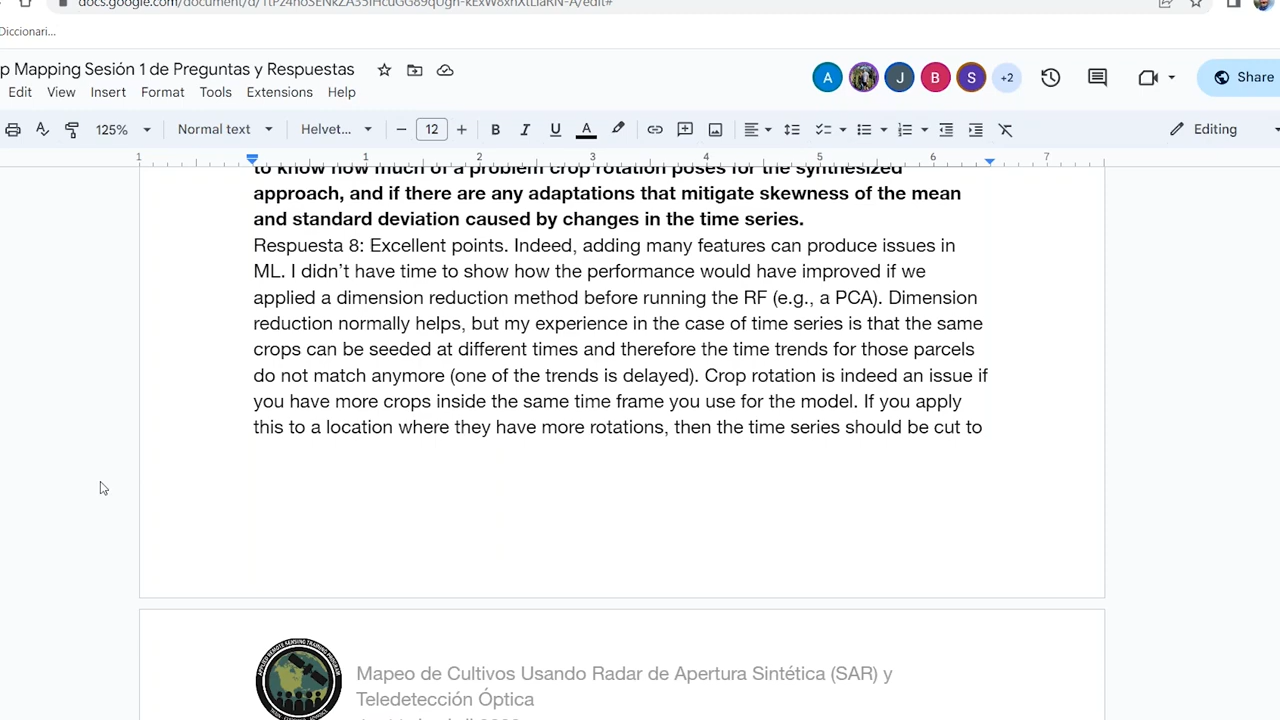 Diccionari...
p Mapping Sesión 1 de Preguntas y Respuestas
A J B S +2
Share
Edit View Insert Format Tools Extensions Help
125% Normal text Helvet... 12 B I U A Editing
1 1 2 3 4 5 6 7
to know how much of a problem crop rotation poses for the synthesized
approach, and if there are any adaptations that mitigate skewness of the mean
and standard deviation caused by changes in the time series.
Respuesta 8: Excellent points. Indeed, adding many features can produce issues in
ML. I didn’t have time to show how the performance would have improved if we
applied a dimension reduction method before running the RF (e.g., a PCA). Dimension
reduction normally helps, but my experience in the case of time series is that the same
crops can be seeded at different times and therefore the time trends for those parcels
do not match anymore (one of the trends is delayed). Crop rotation is indeed an issue if
you have more crops inside the same time frame you use for the model. If you apply
this to a location where they have more rotations, then the time series should be cut to
Mapeo de Cultivos Usando Radar de Apertura Sintética (SAR) y
Teledetección Óptica